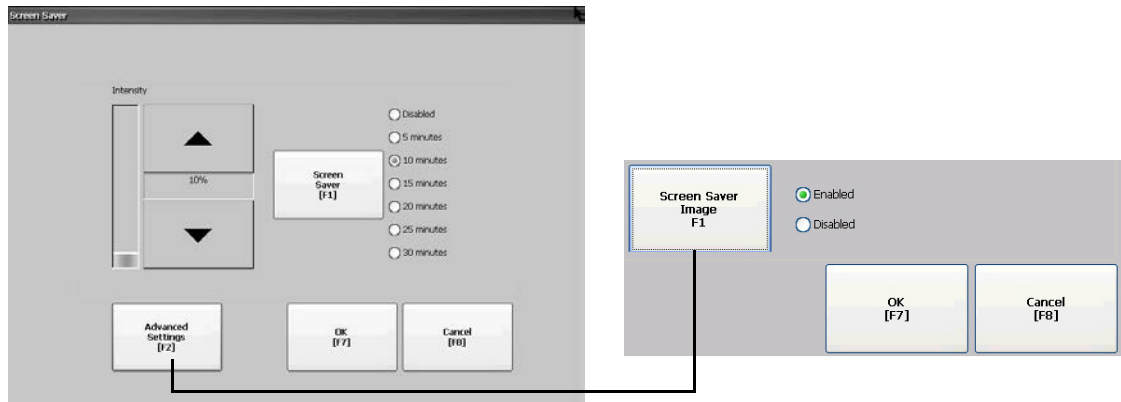 Screen Saver
Intensity
10%
Screen
Saver
[F1]
Disabled
5 minutes
10 minutes
15 minutes
20 minutes
25 minutes
30 minutes
Advanced
Settings
[F2]
OK
[F7]
Cancel
[F8]
Screen Saver
Image
F1
Enabled
Disabled
OK
[F7]
Cancel
[F8]